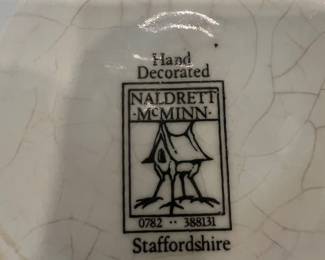 Hand
Decorated
NALDRETT
·McMINN·
0782 ·· 388131
Staffordshire